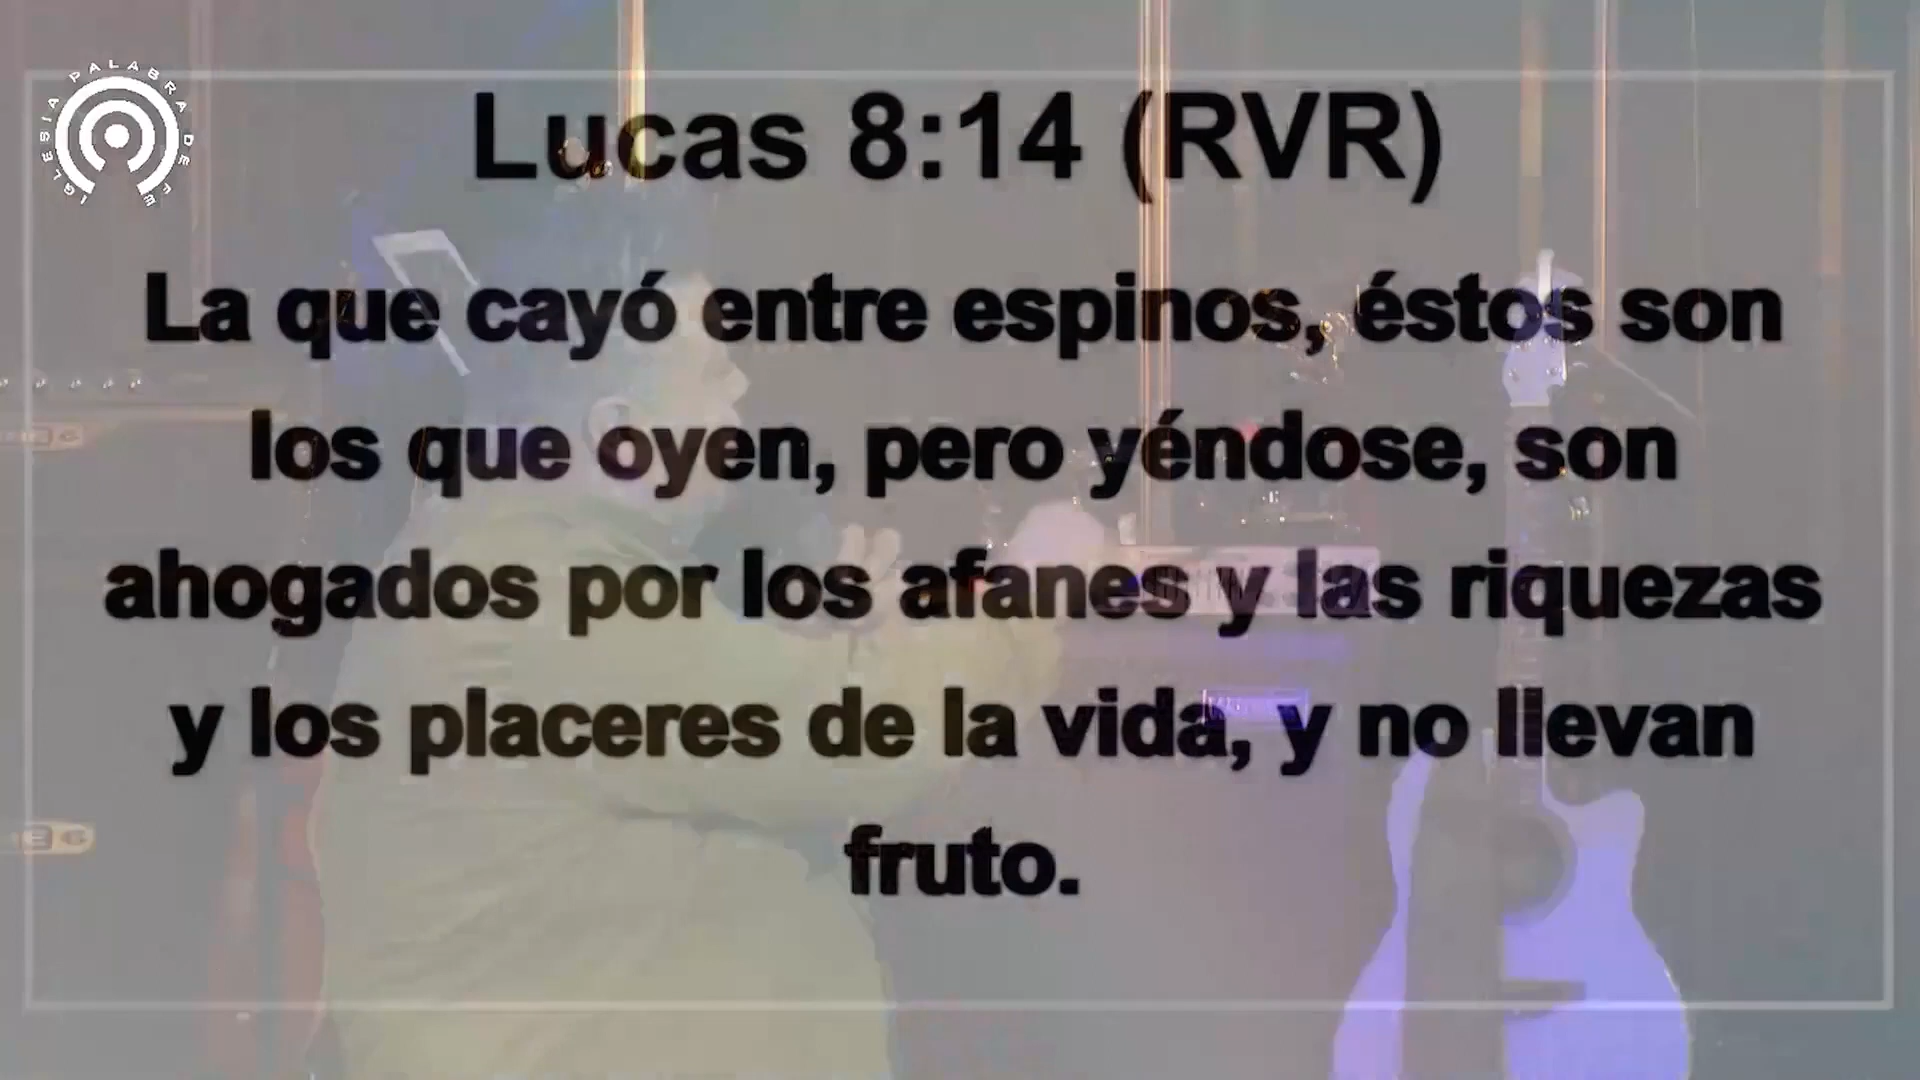 IGLESIA PALABRA DE FE
Lucas 8:14 (RVR)
La que cayó entre espinos, éstos son
los que oyen, pero yéndose, son
ahogados por los afanes y las riquezas
y los placeres de la vida, y no llevan
fruto.